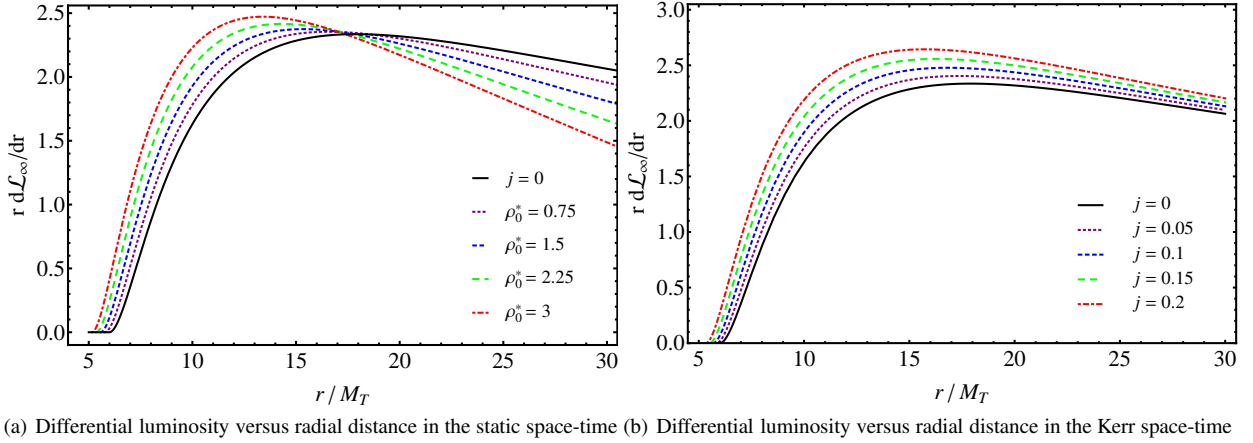 2.5
2.0
1.5
1.0
0.5
0.0
r dℒ∞/dr
j = 0
ρ₀* = 0.75
ρ₀* = 1.5
ρ₀* = 2.25
ρ₀* = 3
5 10 15 20 25 30
r / M_T
3.0
2.5
2.0
1.5
1.0
0.5
0.0
r dℒ∞/dr
j = 0
j = 0.05
j = 0.1
j = 0.15
j = 0.2
5 10 15 20 25 30
r / M_T
(a) Differential luminosity versus radial distance in the static space-time
(b) Differential luminosity versus radial distance in the Kerr space-time